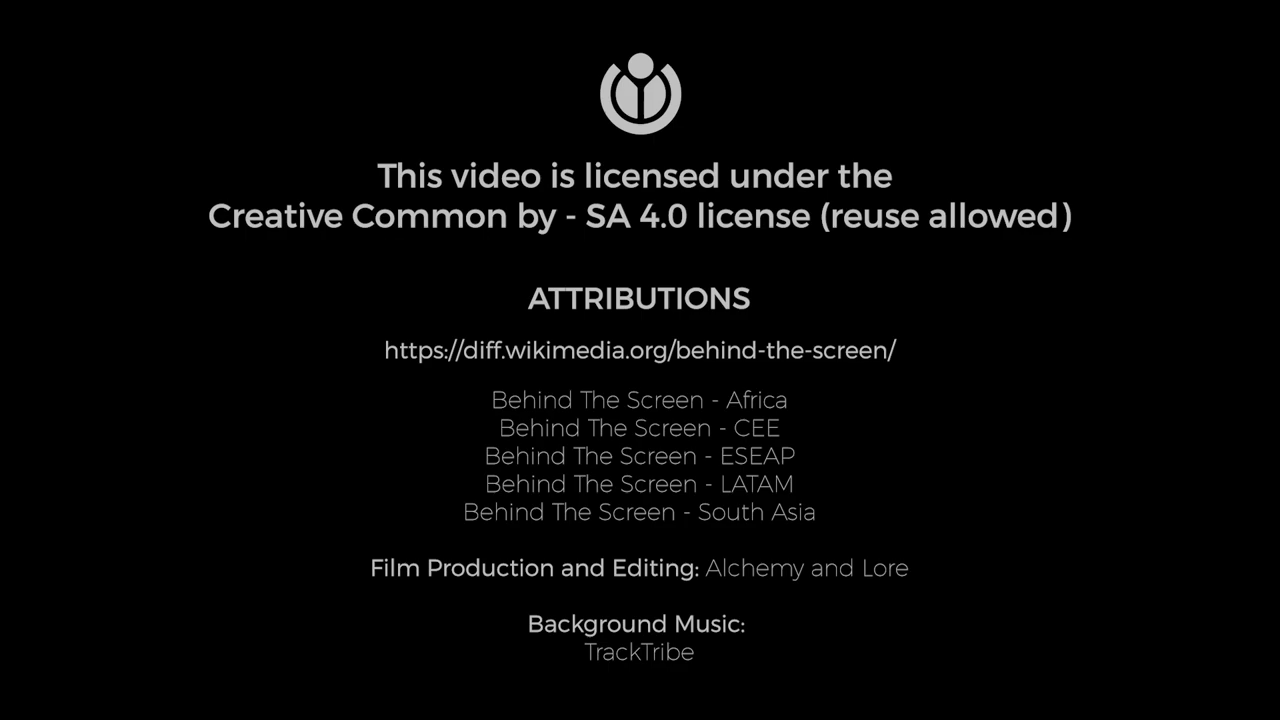 This video is licensed under the
Creative Common by - SA 4.0 license (reuse allowed)
ATTRIBUTIONS
https://diff.wikimedia.org/behind-the-screen/
Behind The Screen - Africa
Behind The Screen - CEE
Behind The Screen - ESEAP
Behind The Screen - LATAM
Behind The Screen - South Asia
Film Production and Editing: Alchemy and Lore
Background Music:
TrackTribe